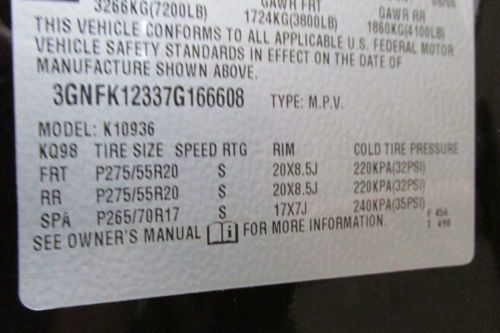 GAWR FRT GAWR RR
3266KG(7200LB) 1724KG(3800LB) 1860KG(4100LB)
THIS VEHICLE CONFORMS TO ALL APPLICABLE U.S. FEDERAL MOTOR
VEHICLE SAFETY STANDARDS IN EFFECT ON THE DATE OF
MANUFACTURE SHOWN ABOVE.
3GNFK12337G166608 TYPE: M.P.V.
MODEL: K10936
KQ98 TIRE SIZE SPEED RTG RIM COLD TIRE PRESSURE
FRT P275/55R20 S 20X8.5J 220KPA(32PSI)
RR P275/55R20 S 20X8.5J 220KPA(32PSI)
SPA P265/70R17 S 17X7J 240KPA(35PSI) F 456
SEE OWNER'S MANUAL i FOR MORE INFORMATION. T 490